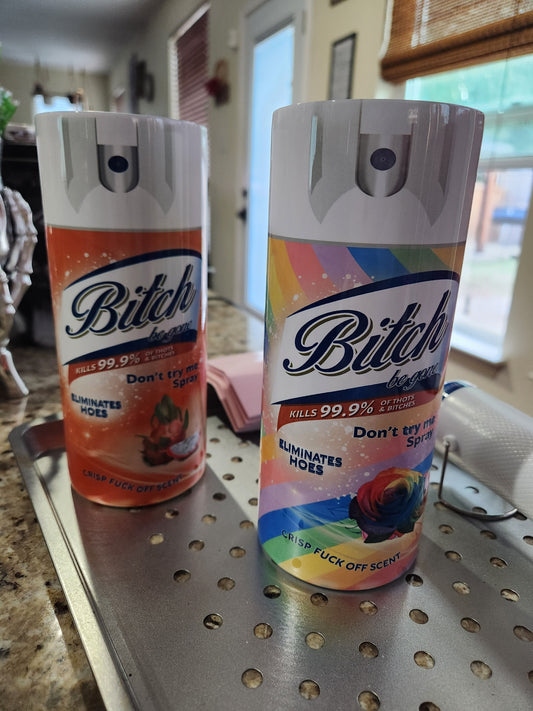 Bitch
be gone
KILLS 99.9% OF THOTS & BITCHES
Don't try me
Spray
ELIMINATES
HOES
CRISP FUCK OFF SCENT
Bitch
be gone
KILLS 99.9% OF THOTS & BITCHES
Don't try me
Spray
ELIMINATES
HOES
CRISP FUCK OFF SCENT